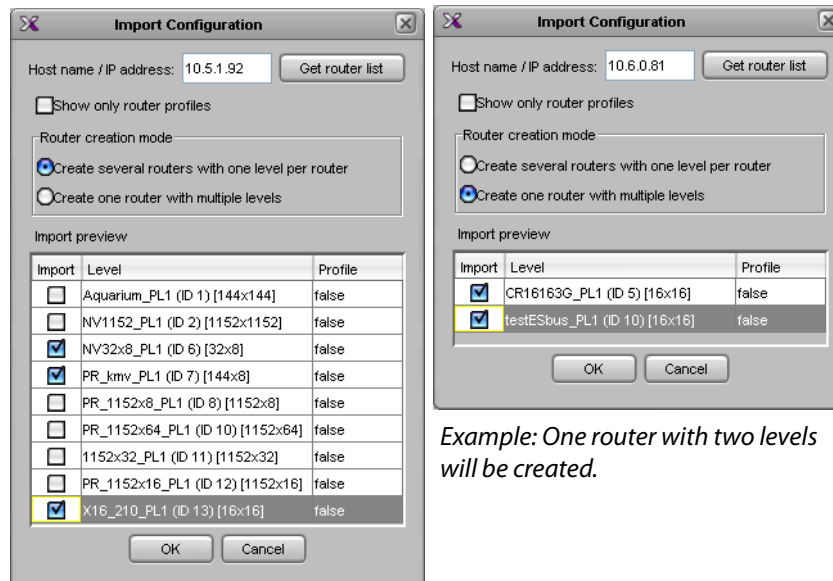 Import Configuration
Host name / IP address: 10.5.1.92 Get router list
Show only router profiles
Router creation mode
Create several routers with one level per router
Create one router with multiple levels
Import preview
Import Level Profile
Aquarium_PL1 (ID 1) [144x144] false
NV1152_PL1 (ID 2) [1152x1152] false
NV32x8_PL1 (ID 6) [32x8] false
PR_kmv_PL1 (ID 7) [144x8] false
PR_1152x8_PL1 (ID 8) [1152x8] false
PR_1152x64_PL1 (ID 10) [1152x64] false
1152x32_PL1 (ID 11) [1152x32] false
PR_1152x16_PL1 (ID 12) [1152x16] false
X16_210_PL1 (ID 13) [16x16] false
OK Cancel
Import Configuration
Host name / IP address: 10.6.0.81 Get router list
Show only router profiles
Router creation mode
Create several routers with one level per router
Create one router with multiple levels
Import preview
Import Level Profile
CR16163G_PL1 (ID 5) [16x16] false
testESbus_PL1 (ID 10) [16x16] false
OK Cancel
Example: One router with two levels
will be created.